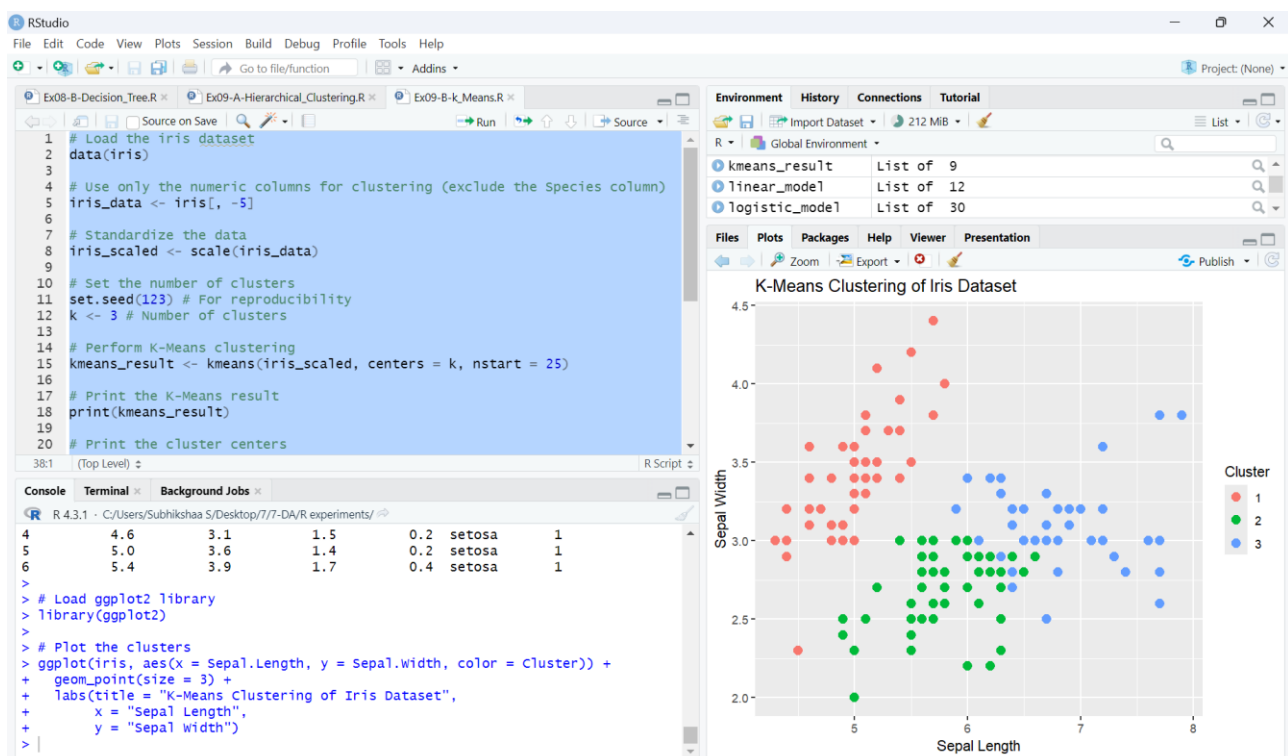 RStudio
File Edit Code View Plots Session Build Debug Profile Tools Help
Go to file/function Addins Project: (None)
Ex08-B-Decision_Tree.R Ex09-A-Hierarchical_Clustering.R Ex09-B-k_Means.R
Source on Save Run Source
1 # Load the iris dataset
2 data(iris)
3
4 # Use only the numeric columns for clustering (exclude the Species column)
5 iris_data <- iris[, -5]
6
7 # Standardize the data
8 iris_scaled <- scale(iris_data)
9
10 # Set the number of clusters
11 set.seed(123) # For reproducibility
12 k <- 3 # Number of clusters
13
14 # Perform K-Means clustering
15 kmeans_result <- kmeans(iris_scaled, centers = k, nstart = 25)
16
17 # Print the K-Means result
18 print(kmeans_result)
19
20 # Print the cluster centers
38:1 (Top Level) R Script
Console Terminal Background Jobs
R 4.3.1 · C:/Users/Subhikshaa S/Desktop/7/7-DA/R experiments/
4 4.6 3.1 1.5 0.2 setosa 1
5 5.0 3.6 1.4 0.2 setosa 1
6 5.4 3.9 1.7 0.4 setosa 1
>
> # Load ggplot2 library
> library(ggplot2)
>
> # Plot the clusters
> ggplot(iris, aes(x = Sepal.Length, y = Sepal.Width, color = Cluster)) +
+ geom_point(size = 3) +
+ labs(title = "K-Means Clustering of Iris Dataset",
+ x = "Sepal Length",
+ y = "Sepal Width")
>
Environment History Connections Tutorial
Import Dataset 212 MiB List
R Global Environment
kmeans_result List of 9
linear_model List of 12
logistic_model List of 30
Files Plots Packages Help Viewer Presentation
Zoom Export Publish
K-Means Clustering of Iris Dataset
4.5
4.0
3.5
3.0
2.5
2.0
Sepal Width
5 6 7 8
Sepal Length
Cluster
1
2
3